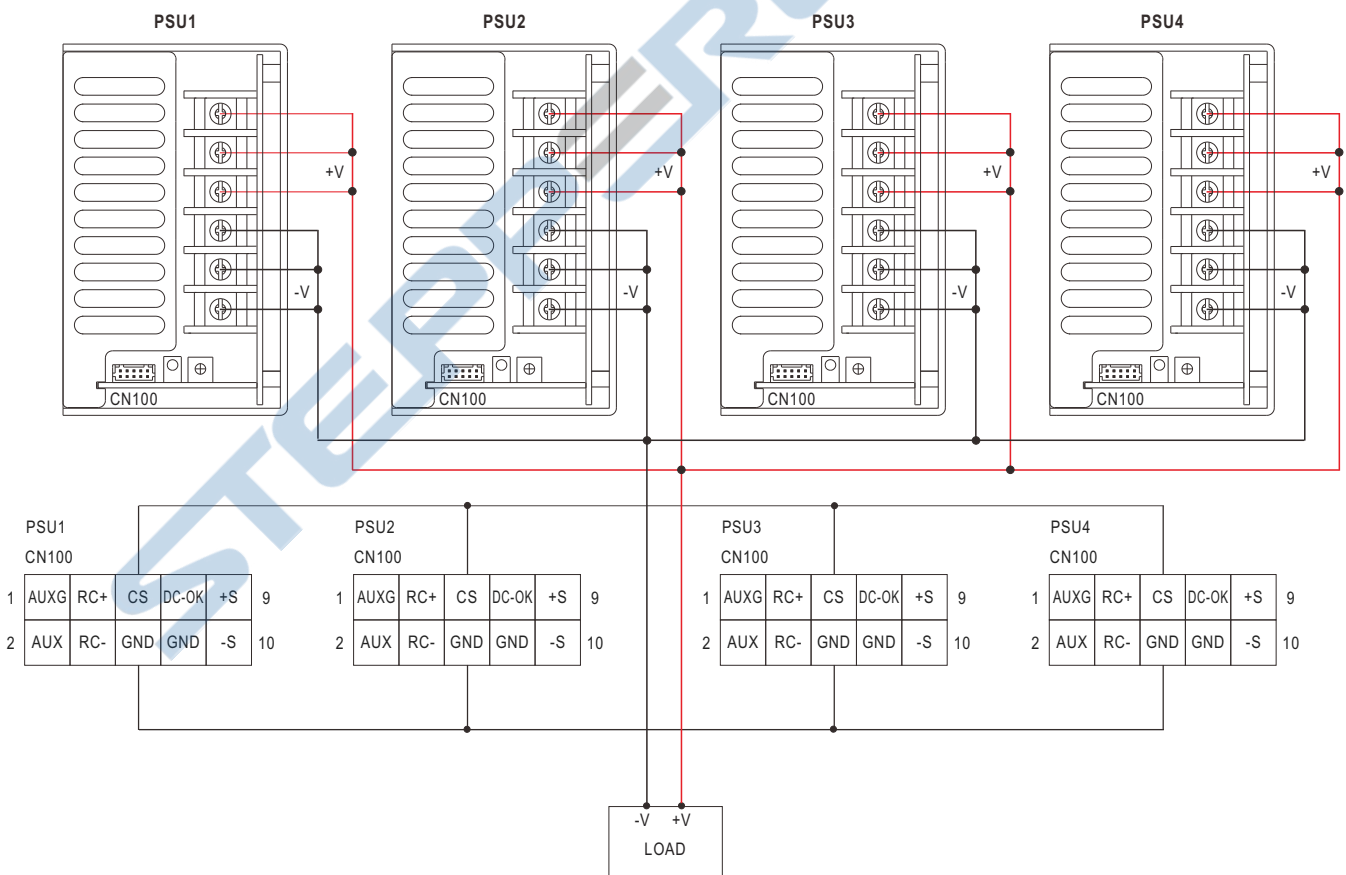 PSU1 PSU2 PSU3 PSU4
+V +V +V +V
-V -V -V -V
CN100 CN100 CN100 CN100
PSU1 PSU2 PSU3 PSU4
CN100 CN100 CN100 CN100
1 AUXG RC+ CS DC-OK +S 9 1 AUXG RC+ CS DC-OK +S 9 1 AUXG RC+ CS DC-OK +S 9 1 AUXG RC+ CS DC-OK +S 9
2 AUX RC- GND GND -S 10 2 AUX RC- GND GND -S 10 2 AUX RC- GND GND -S 10 2 AUX RC- GND GND -S 10
-V +V
LOAD